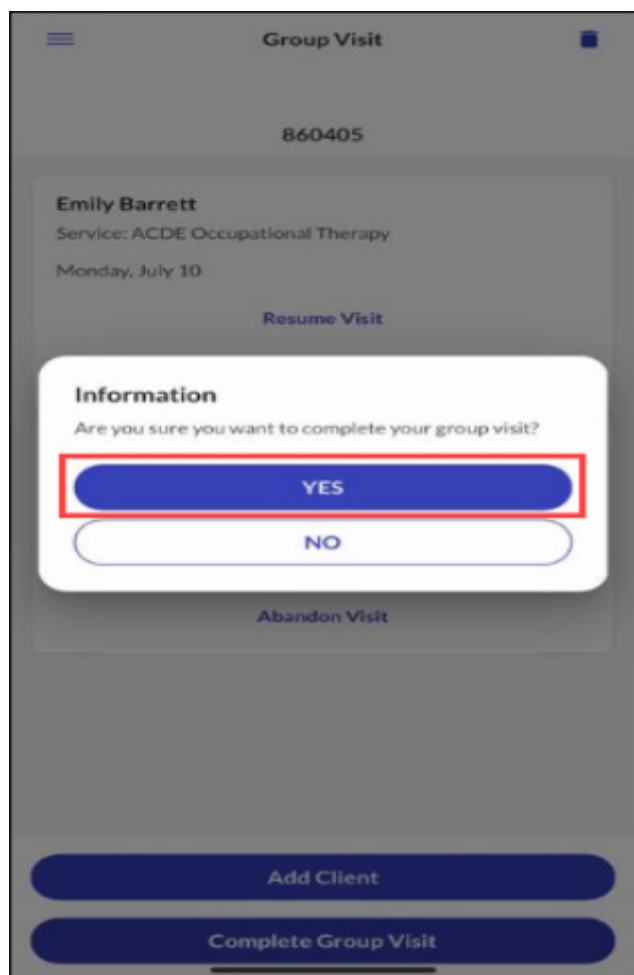 Group Visit
860405
Emily Barrett
Service: ACDE Occupational Therapy
Monday, July 10
Resume Visit
Information
Are you sure you want to complete your group visit?
YES
NO
Abandon Visit
Add Client
Complete Group Visit